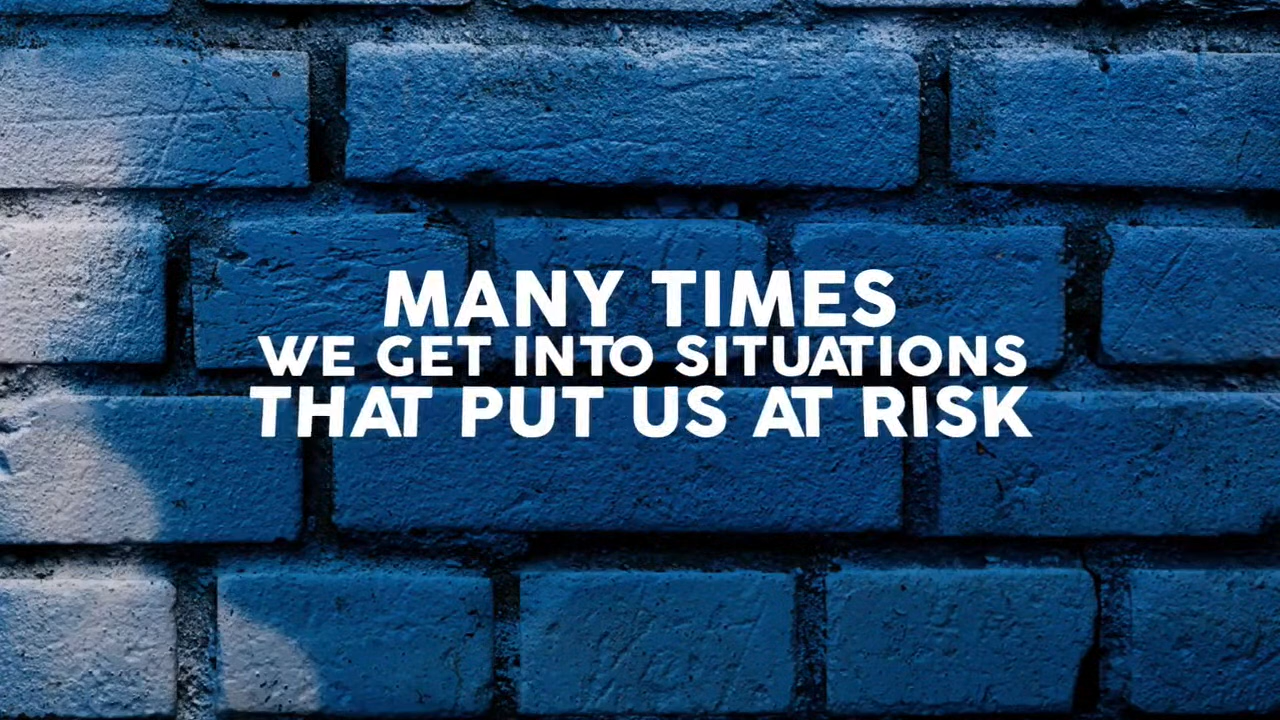 MANY TIMES
WE GET INTO SITUATIONS
THAT PUT US AT RISK